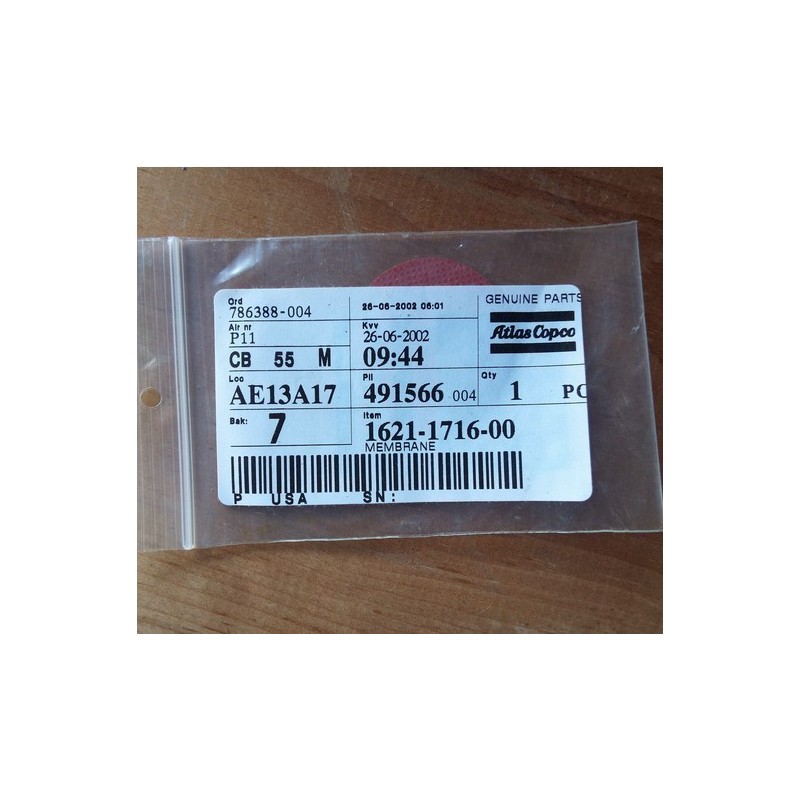 Ord
786388-004
26-06-2002 06:01
GENUINE PARTS
Air nr
P11
Kvv
26-06-2002
Atlas Copco
CB 55 M
09:44
Loc
AE13A17
Pll
491566 004
Qty
1 PC
Bak:
7
Item
1621-1716-00
MEMBRANE
P USA SN: